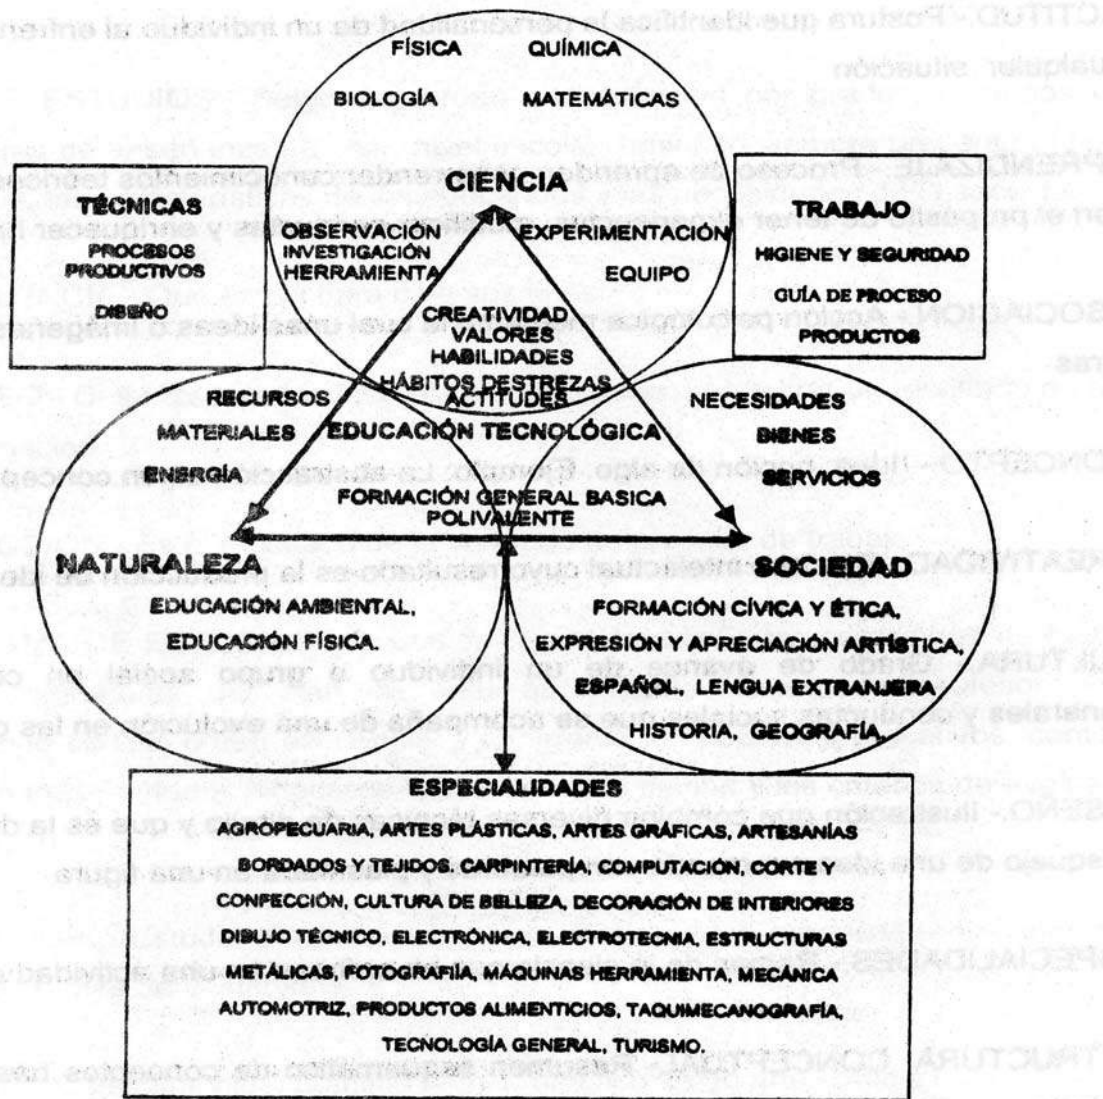 FÍSICA QUÍMICA
BIOLOGÍA MATEMÁTICAS
CIENCIA
OBSERVACIÓN EXPERIMENTACIÓN
INVESTIGACIÓN
HERRAMIENTA EQUIPO
CREATIVIDAD
VALORES
HABILIDADES
HÁBITOS DESTREZAS
ACTITUDES
TÉCNICAS
PROCESOS
PRODUCTIVOS
DISEÑO
TRABAJO
HIGIENE Y SEGURIDAD
GUÍA DE PROCESO
PRODUCTOS
RECURSOS
MATERIALES
ENERGÍA
EDUCACIÓN TECNOLÓGICA
FORMACIÓN GENERAL BASICA
POLIVALENTE
NECESIDADES
BIENES
SERVICIOS
NATURALEZA
EDUCACIÓN AMBIENTAL,
EDUCACIÓN FÍSICA.
SOCIEDAD
FORMACIÓN CÍVICA Y ÉTICA,
EXPRESIÓN Y APRECIACIÓN ARTÍSTICA,
ESPAÑOL, LENGUA EXTRANJERA
HISTORIA, GEOGRAFÍA,
ESPECIALIDADES
AGROPECUARIA, ARTES PLÁSTICAS, ARTES GRÁFICAS, ARTESANÍAS
BORDADOS Y TEJIDOS, CARPINTERÍA, COMPUTACIÓN, CORTE Y
CONFECCIÓN, CULTURA DE BELLEZA, DECORACIÓN DE INTERIORES
DIBUJO TÉCNICO, ELECTRÓNICA, ELECTROTECNIA, ESTRUCTURAS
METÁLICAS, FOTOGRAFIÍA, MÁQUINAS HERRAMIENTA, MECÁNICA
AUTOMOTRIZ, PRODUCTOS ALIMENTICIOS, TAQUIMECANOGRAFÍA,
TECNOLOGÍA GENERAL, TURISMO.